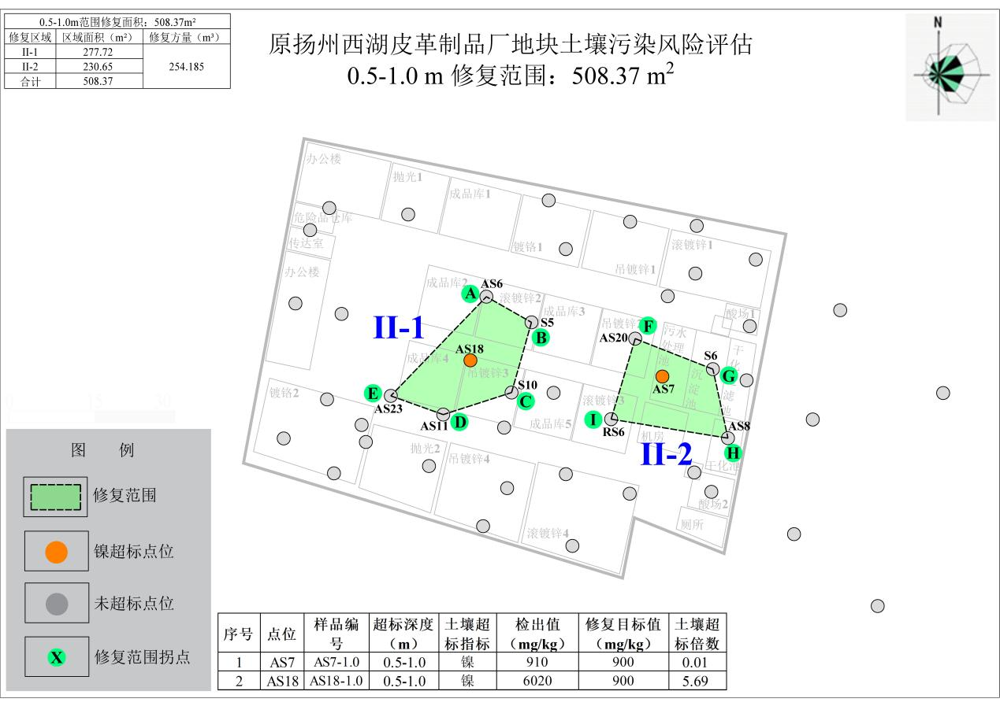 0.5-1.0m范围修复面积：508.37m²
修复区域 区域面积（m²） 修复方量（m³）
II-1 277.72
II-2 230.65 254.185
合计 508.37
原扬州西湖皮革制品厂地块土壤污染风险评估
0.5-1.0 m 修复范围：508.37 m²
N
办公楼
抛光1
成品库1
危险品仓库
传达室
镀铬1
滚镀锌1
吊镀锌1
办公楼
成品库2
AS6
A
滚镀锌2
成品库3
酸场1
S5
B
吊镀锌2
F
AS20
污水处理池
II-1
AS18
成品库4
吊镀锌3
S6
G
干化
沉淀池
滤池
AS7
镀铬2
E
AS23
S10
C
滚镀锌3
AS11
D
成品库5
I
RS6
机房
AS8
H
II-2
抛光2
吊镀锌4
干化池
酸场2
厕所
滚镀锌4
0 15 30
图 例
修复范围
镍超标点位
未超标点位
X 修复范围拐点
序号 点位 样品编号 超标深度（m） 土壤超标指标 检出值（mg/kg） 修复目标值（mg/kg） 土壤超标倍数
1 AS7 AS7-1.0 0.5-1.0 镍 910 900 0.01
2 AS18 AS18-1.0 0.5-1.0 镍 6020 900 5.69